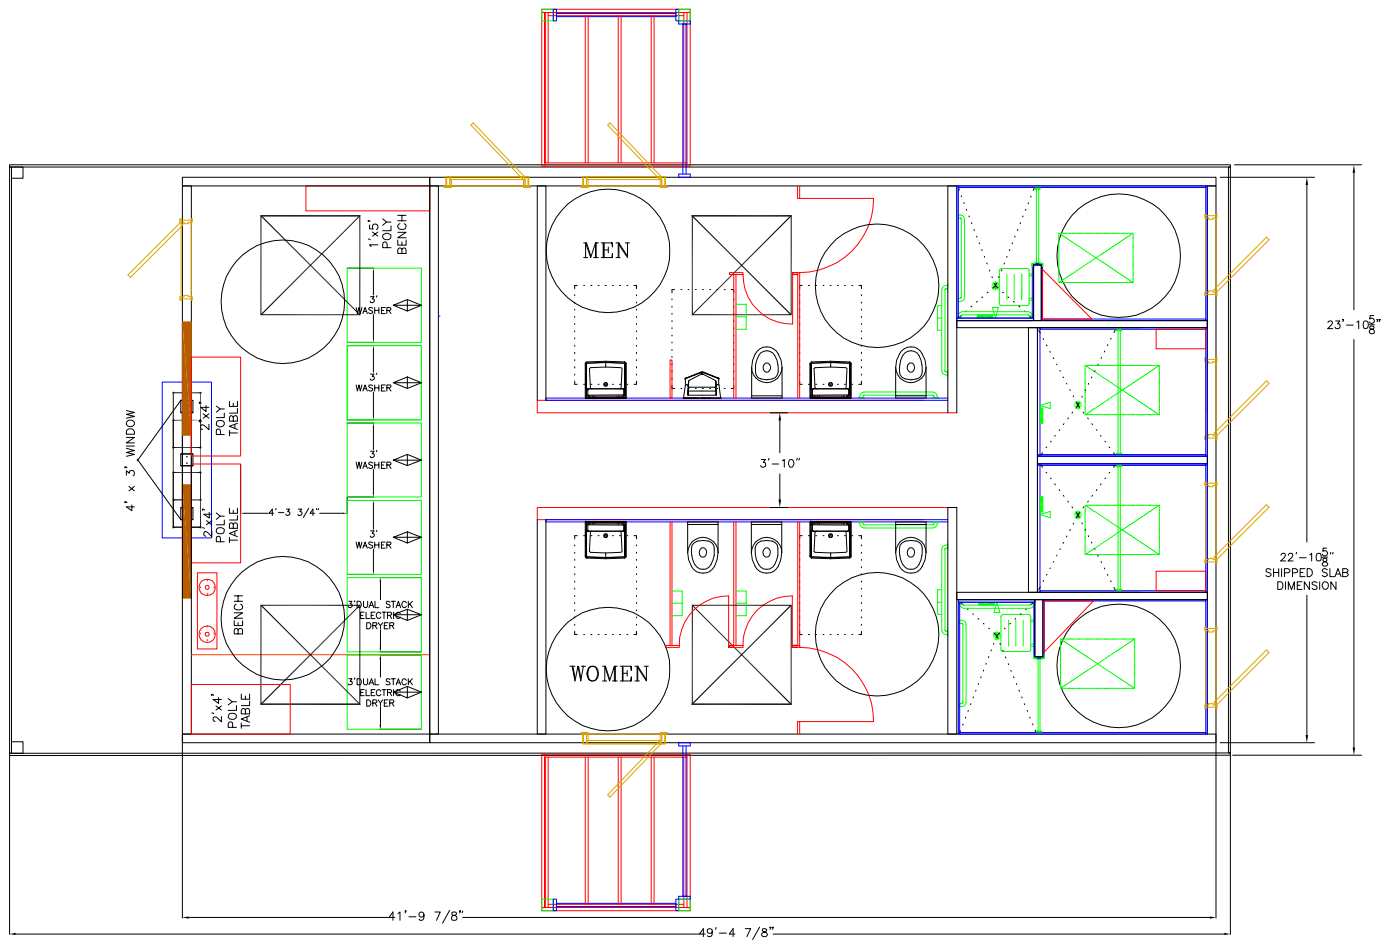 MEN
1'x5'
POLY
BENCH
3'
WASHER
3'
WASHER
3'
WASHER
3'
WASHER
3'DUAL STACK
ELECTRIC
DRYER
3'DUAL STACK
ELECTRIC
DRYER
4' x 3' WINDOW
2'x4'
POLY
TABLE
2'x4'
POLY
TABLE
4'-3 3/4"
BENCH
2'x4'
POLY
TABLE
3'-10"
WOMEN
23'-10 5/8"
22'-10 5/8"
SHIPPED SLAB
DIMENSION
41'-9 7/8"
49'-4 7/8"